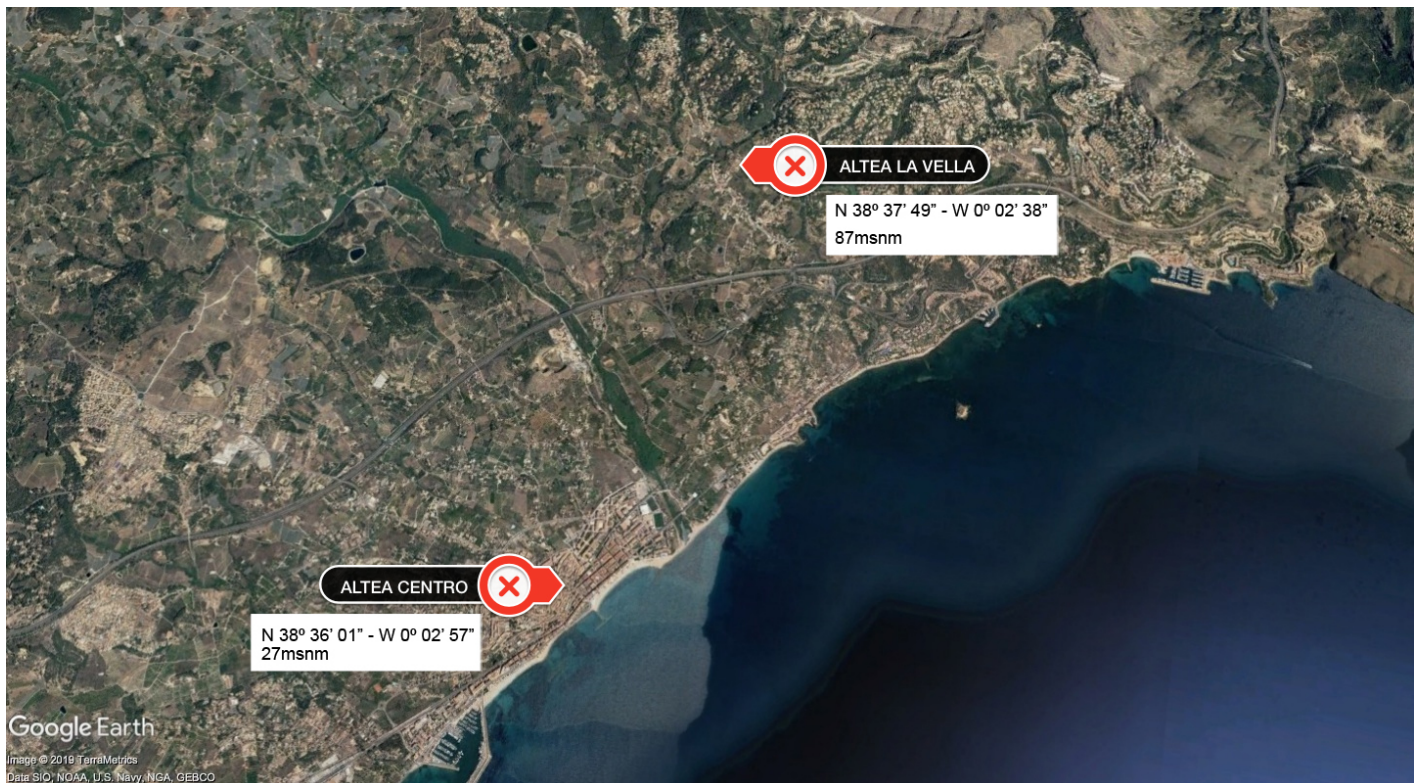 ALTEA LA VELLA
N 38º 37’ 49” - W 0º 02’ 38”
87msnm
ALTEA CENTRO
N 38º 36’ 01” - W 0º 02’ 57”
27msnm
Google Earth
Image © 2019 TerraMetrics
Data SIO, NOAA, U.S. Navy, NGA, GEBCO